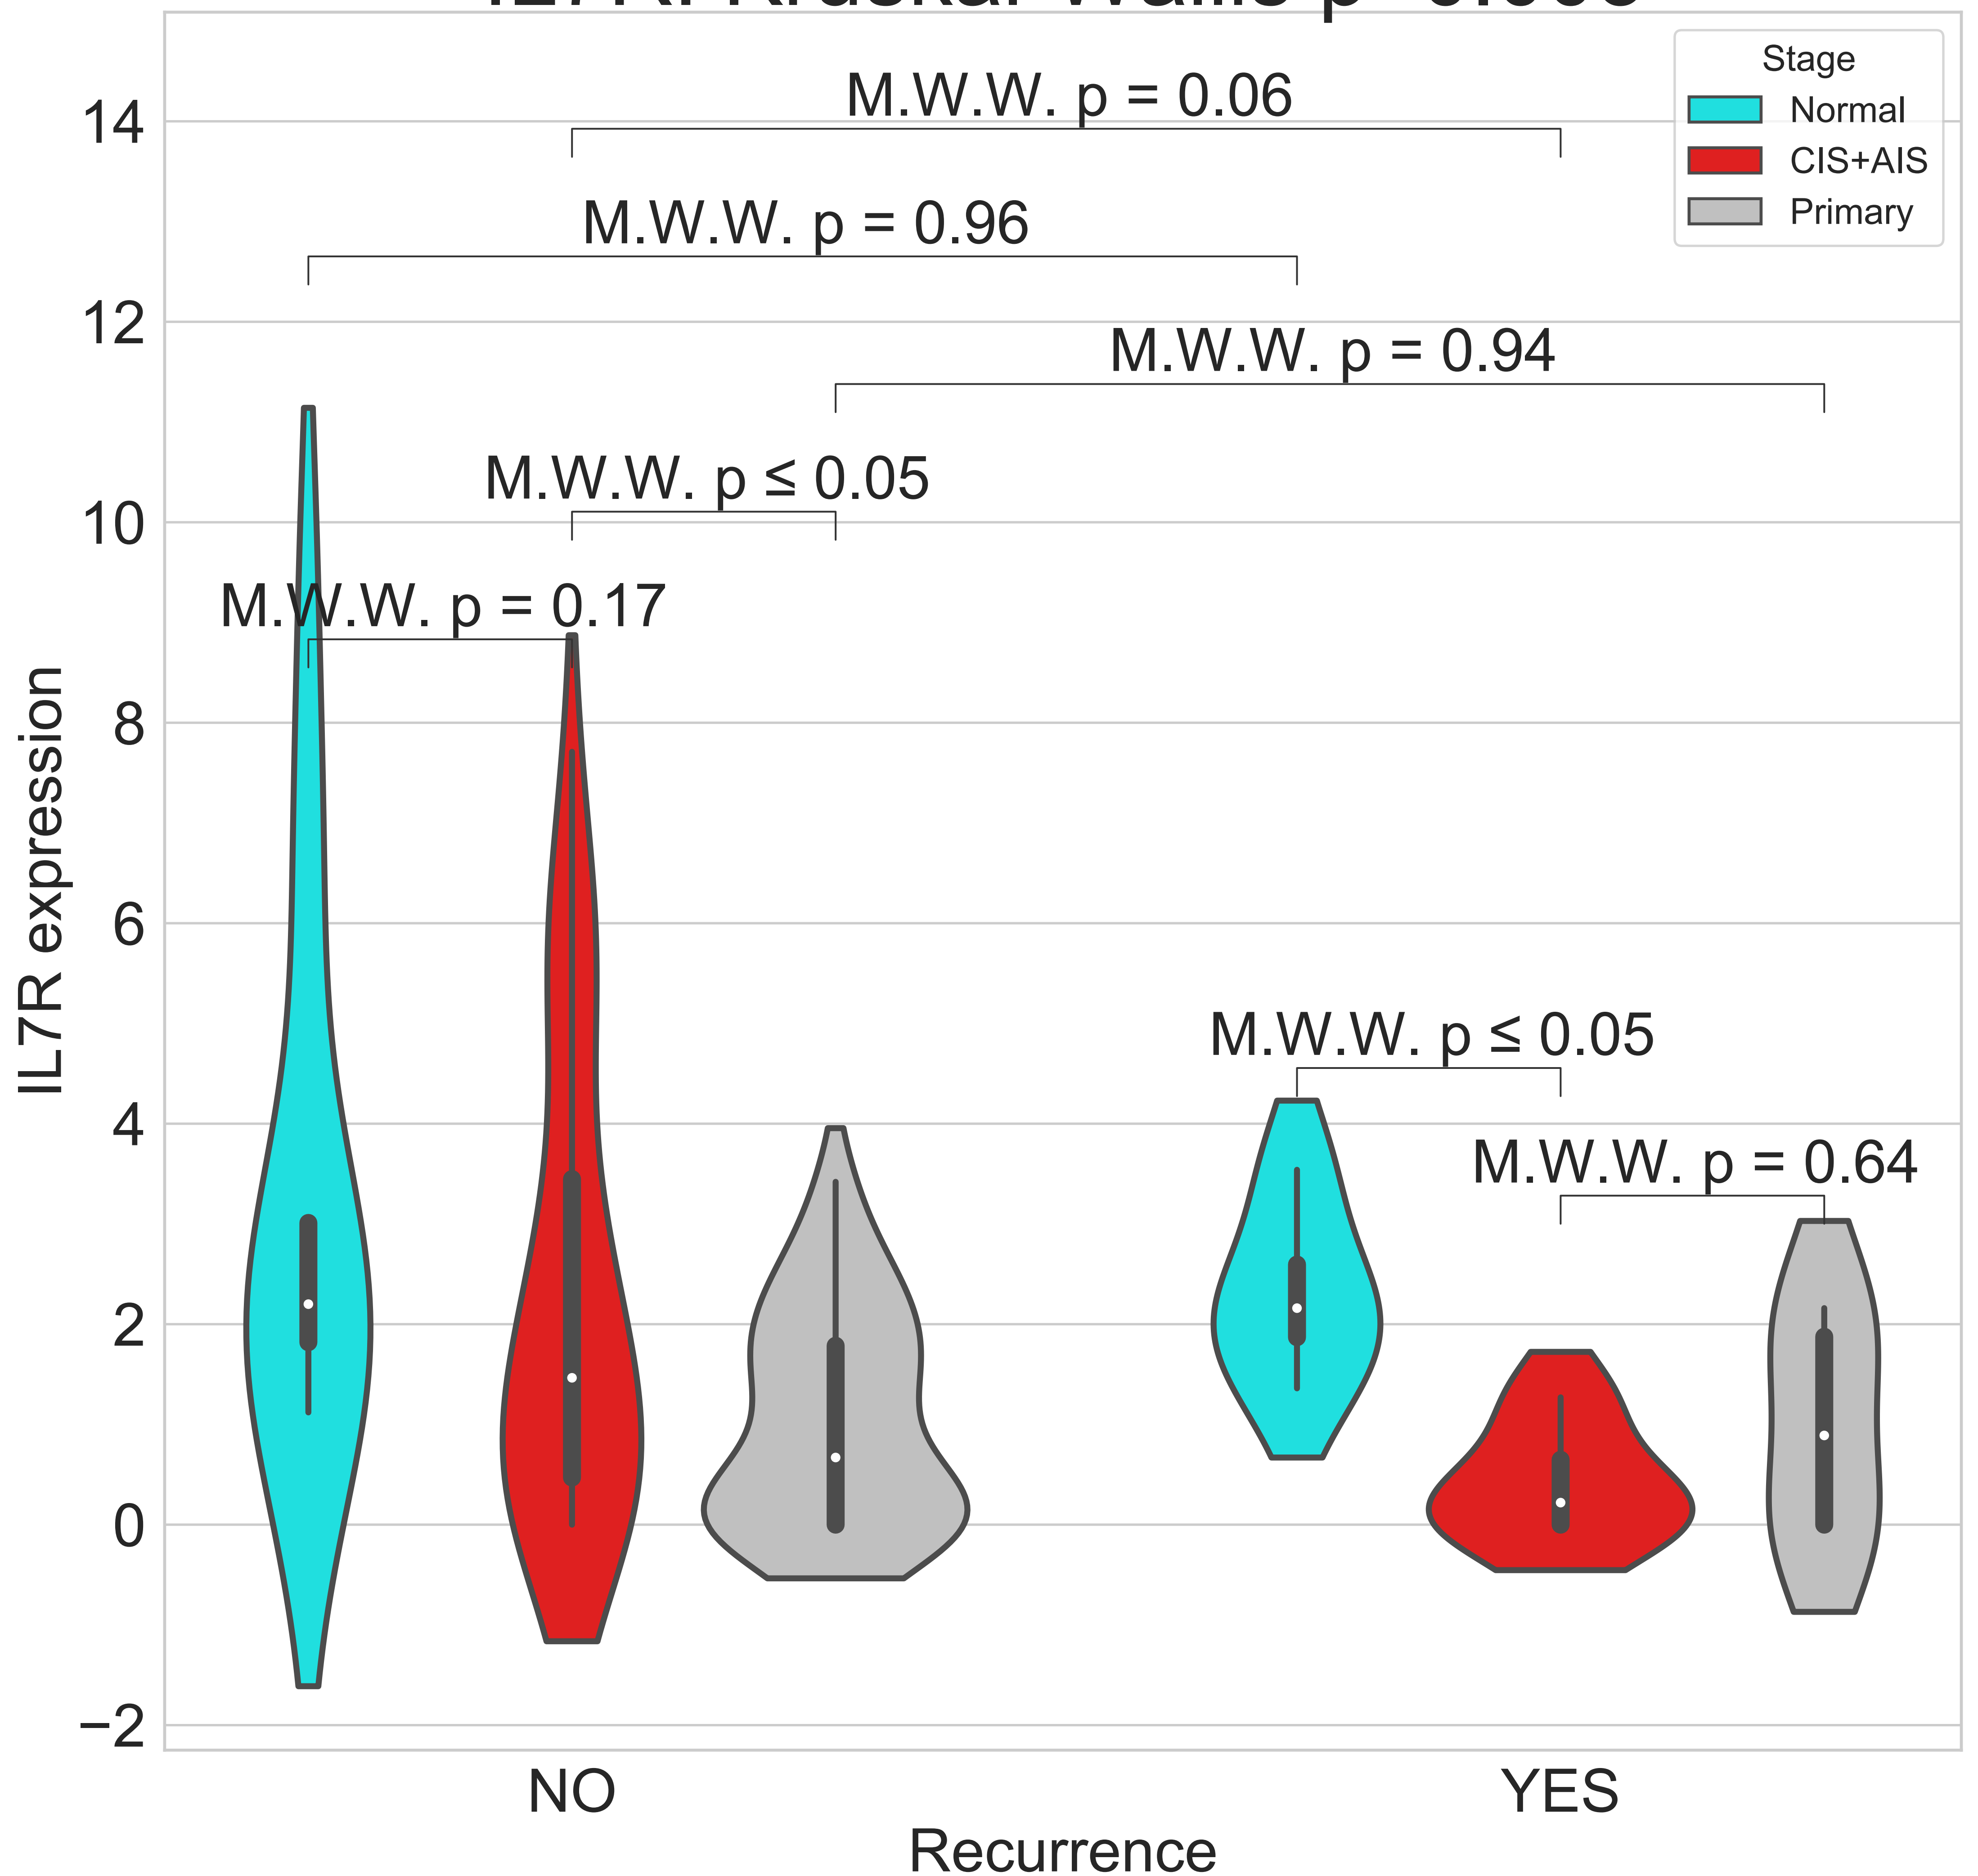 Stage
Normal
CIS+AIS
Primary
M.W.W. p = 0.06
M.W.W. p = 0.96
M.W.W. p = 0.94
M.W.W. p ≤ 0.05
M.W.W. p = 0.17
M.W.W. p ≤ 0.05
M.W.W. p = 0.64
14
12
10
8
6
4
2
0
−2
IL7R expression
NO
YES
Recurrence